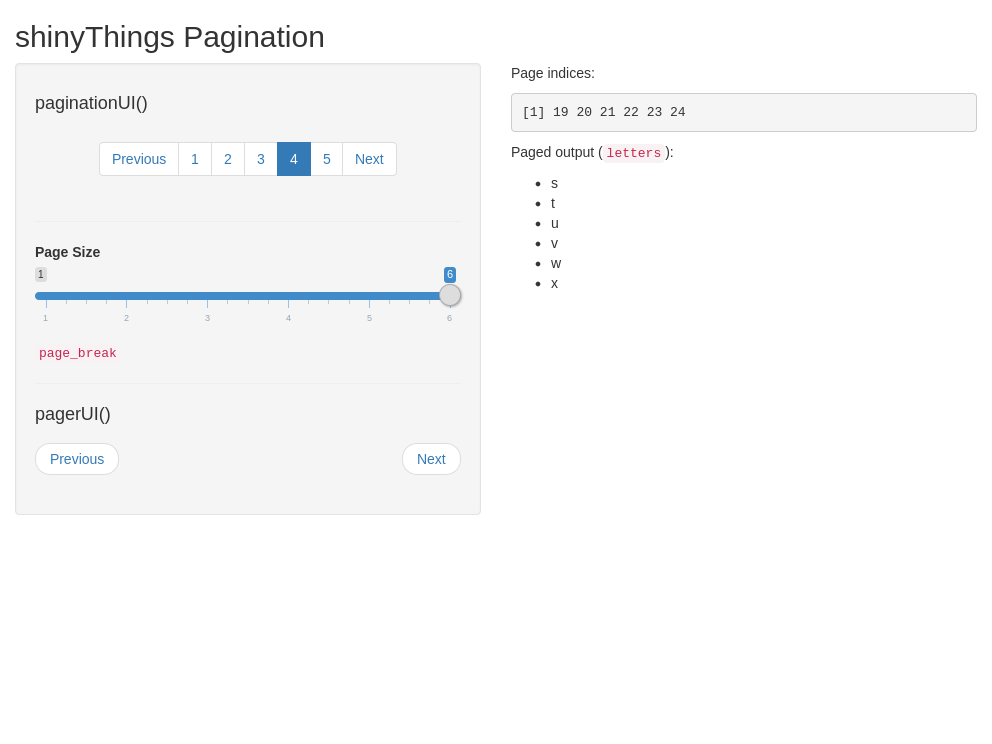 shinyThings Pagination
paginationUI()
Previous 1 2 3 4 5 Next
Page Size
1 6
1 2 3 4 5 6
page_break
pagerUI()
Previous Next
Page indices:
[1] 19 20 21 22 23 24
Paged output (letters):
s
t
u
v
w
x